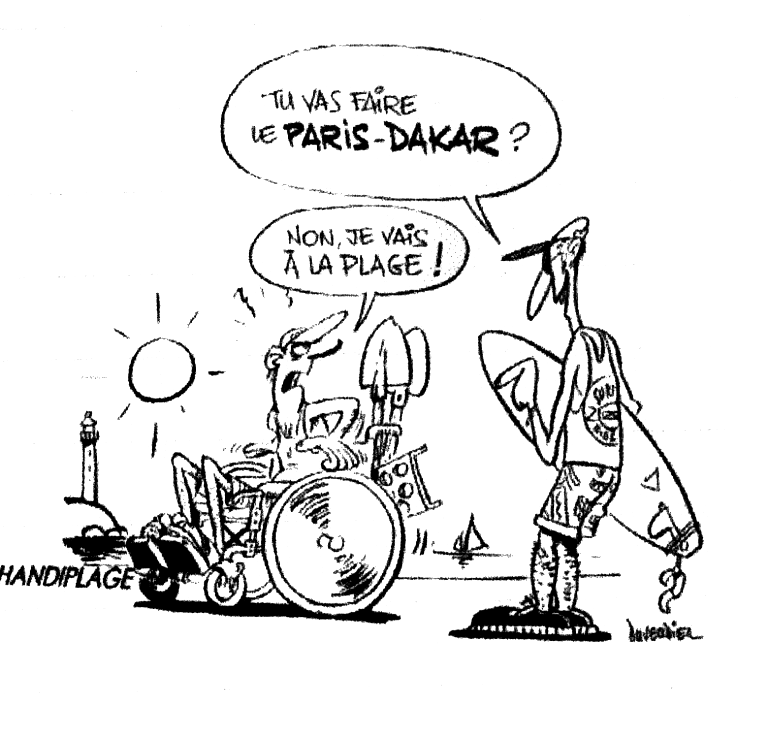 TU VAS FAIRE
LE PARIS-DAKAR ?
NON, JE VAIS
À LA PLAGE !
HANDIPLAGE